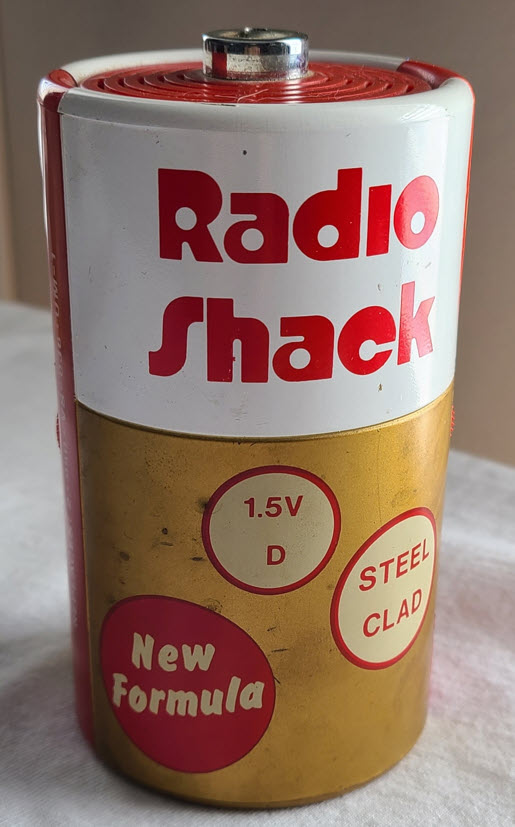 Radio
Shack
1.5V
D
STEEL
CLAD
New
Formula